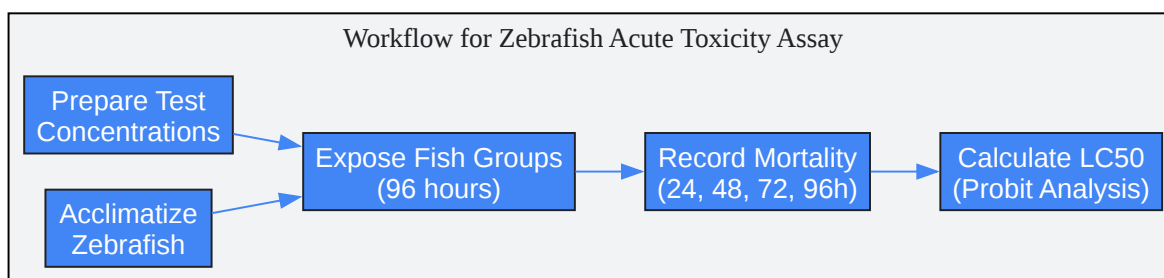 Workflow for Zebrafish Acute Toxicity Assay
Prepare Test
Concentrations
Acclimatize
Zebrafish
Expose Fish Groups
(96 hours)
Record Mortality
(24, 48, 72, 96h)
Calculate LC50
(Probit Analysis)